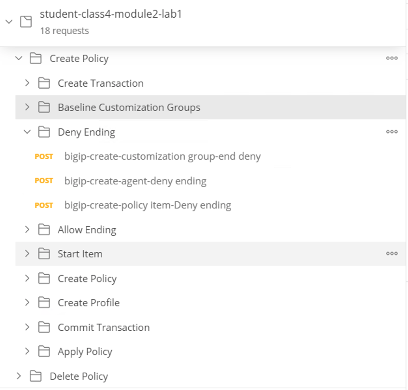 student-class4-module2-lab1
18 requests
Create Policy
Create Transaction
Baseline Customization Groups
Deny Ending
POST bigip-create-customization group-end deny
POST bigip-create-agent-deny ending
POST bigip-create-policy item-Deny ending
Allow Ending
Start Item
Create Policy
Create Profile
Commit Transaction
Apply Policy
Delete Policy